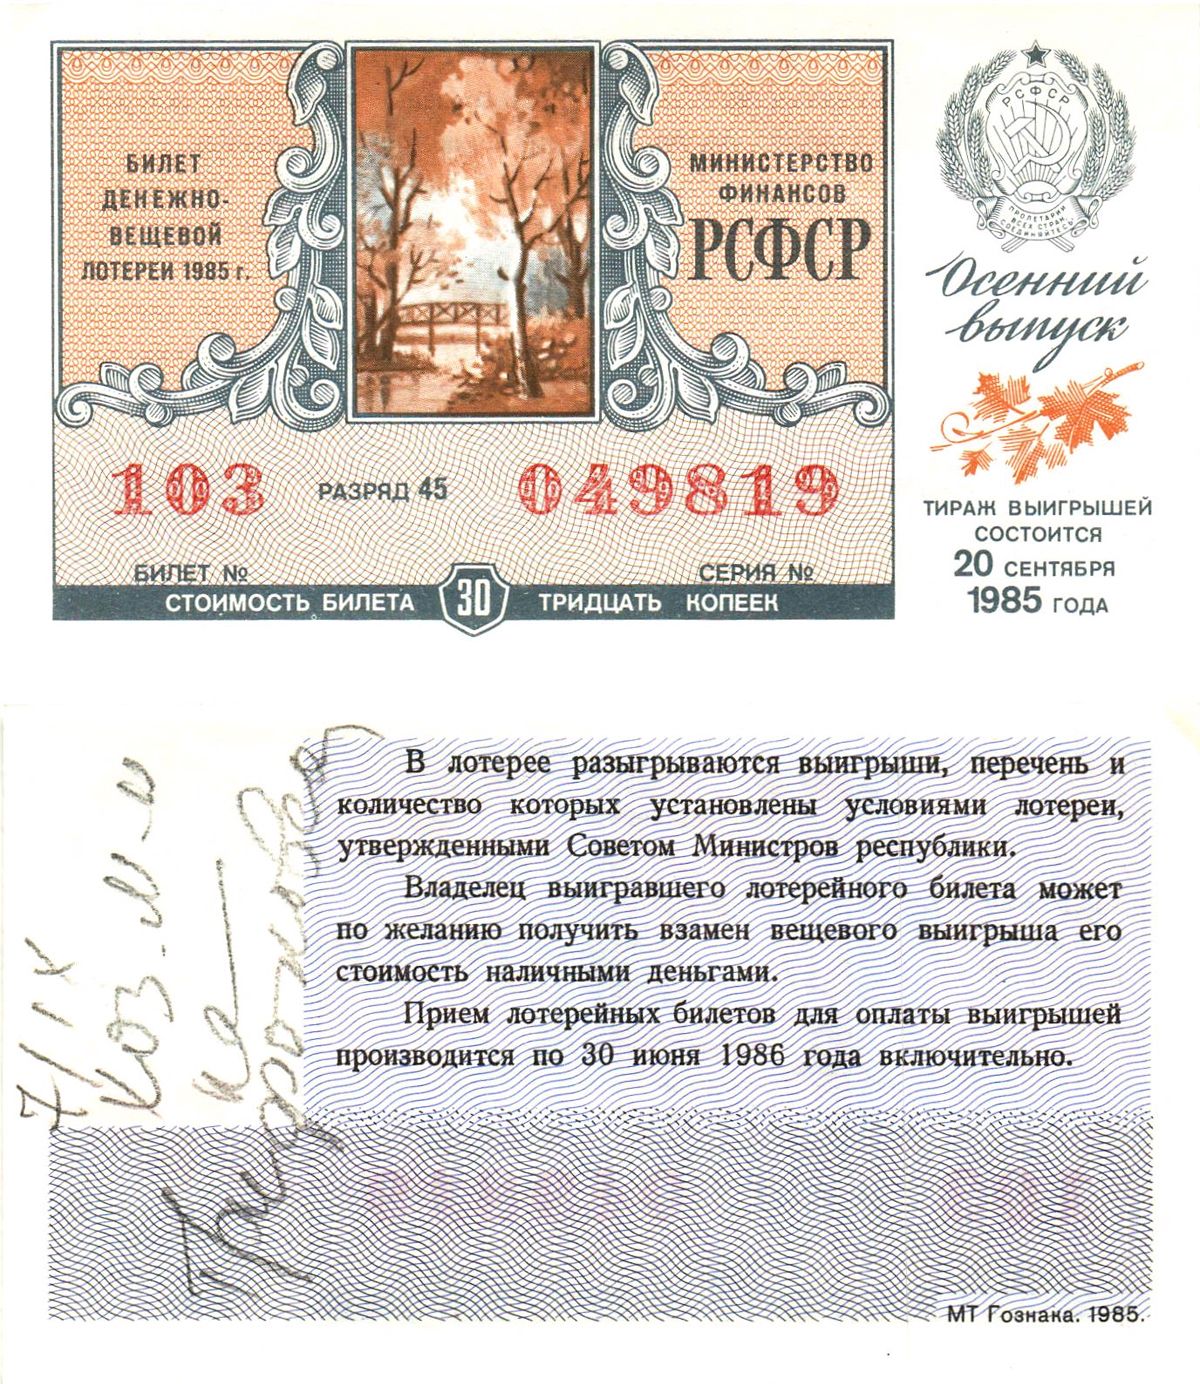 БИЛЕТ
ДЕНЕЖНО-
ВЕЩЕВОЙ
ЛОТЕРЕИ 1985 г.
МИНИСТЕРСТВО
ФИНАНСОВ
РСФСР
РСФСР
ПРОЛЕТАРИИ
ВСЕХ СТРАН,
СОЕДИНЯЙТЕСЬ!
Осенний
выпуск
103 РАЗРЯД 45 049819
БИЛЕТ № СЕРИЯ №
СТОИМОСТЬ БИЛЕТА 30 ТРИДЦАТЬ КОПЕЕК
ТИРАЖ ВЫИГРЫШЕЙ
СОСТОИТСЯ
20 СЕНТЯБРЯ
1985 ГОДА
В лотерее разыгрываются выигрыши, перечень и
количество которых установлены условиями лотереи,
утвержденными Советом Министров республики.
Владелец выигравшего лотерейного билета может
по желанию получить взамен вещевого выигрыша его
стоимость наличными деньгами.
Прием лотерейных билетов для оплаты выигрышей
производится по 30 июня 1986 года включительно.
МТ Гознака. 1985.